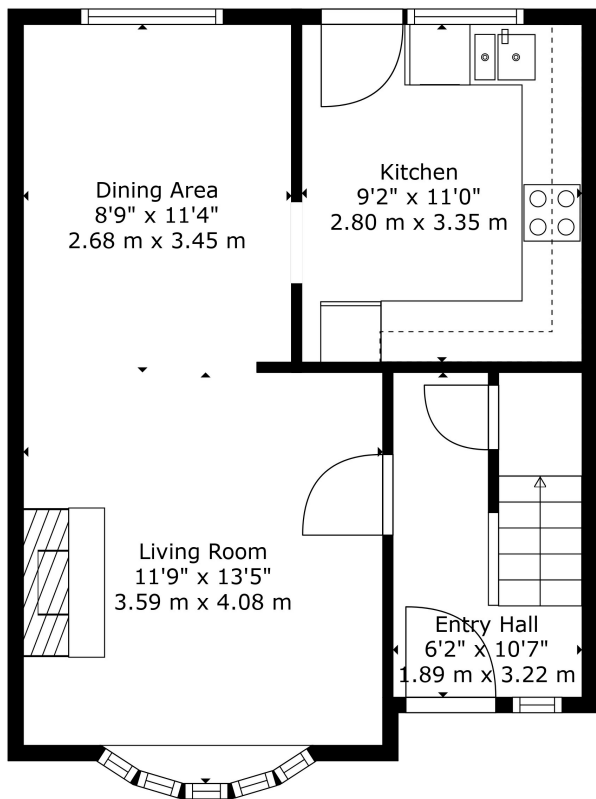 Dining Area
8'9" x 11'4"
2.68 m x 3.45 m
Kitchen
9'2" x 11'0"
2.80 m x 3.35 m
Living Room
11'9" x 13'5"
3.59 m x 4.08 m
Entry Hall
6'2" x 10'7"
1.89 m x 3.22 m